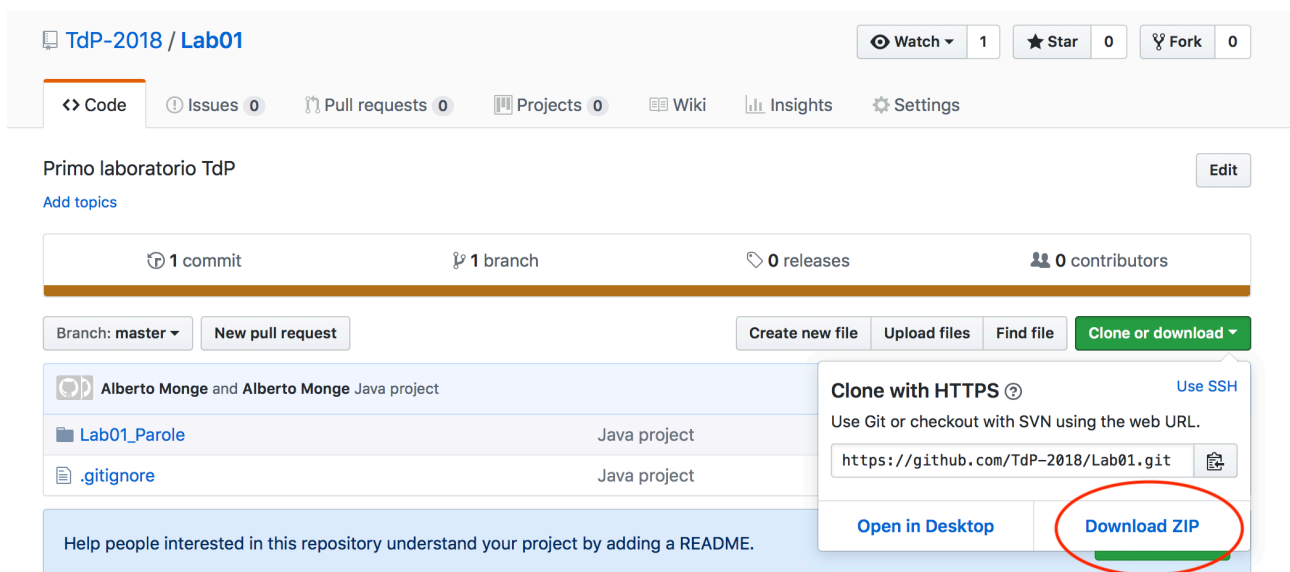 TdP-2018 / Lab01
Watch 1 Star 0 Fork 0
Code Issues 0 Pull requests 0 Projects 0 Wiki Insights Settings
Primo laboratorio TdP
Edit
Add topics
1 commit 1 branch 0 releases 0 contributors
Branch: master New pull request Create new file Upload files Find file Clone or download
Alberto Monge and Alberto Monge Java project
Lab01_Parole Java project
.gitignore Java project
Clone with HTTPS Use SSH
Use Git or checkout with SVN using the web URL.
https://github.com/TdP-2018/Lab01.git
Open in Desktop Download ZIP
Help people interested in this repository understand your project by adding a README.